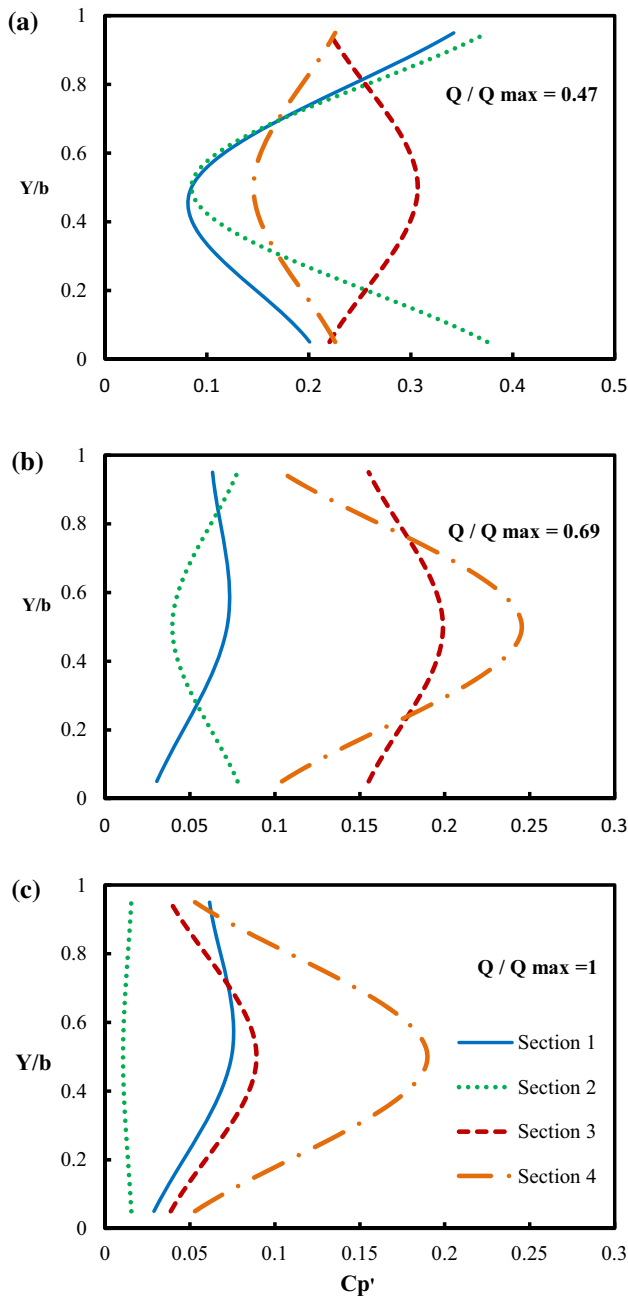 (a)
1
0.8
0.6
0.4
0.2
0
Y/b
Q / Q max = 0.47
0 0.1 0.2 0.3 0.4 0.5
(b)
1
0.8
0.6
0.4
0.2
0
Y/b
Q / Q max = 0.69
0 0.05 0.1 0.15 0.2 0.25 0.3
(c)
1
0.8
0.6
0.4
0.2
0
Y/b
Q / Q max =1
Section 1
Section 2
Section 3
Section 4
0 0.05 0.1 0.15 0.2 0.25 0.3
Cp'